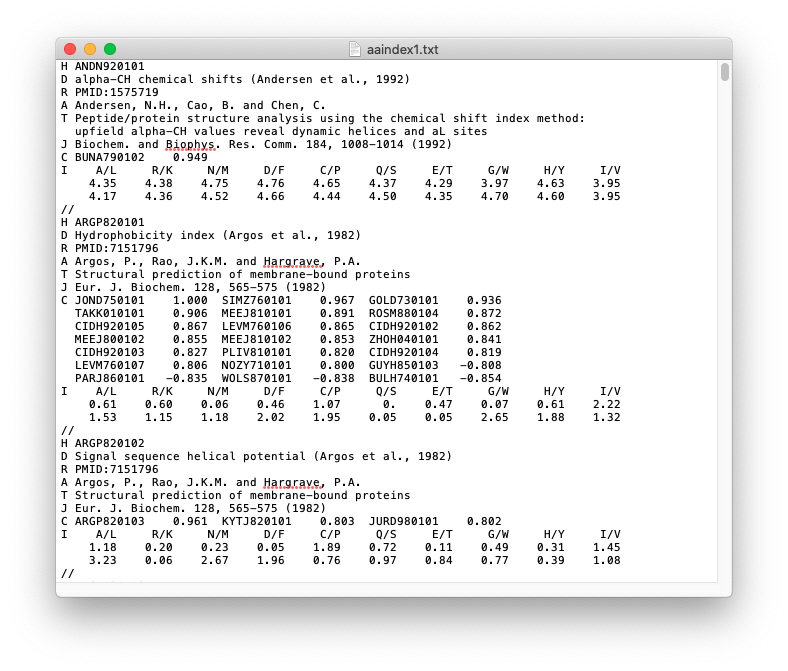 aaindex1.txt
H ANDN920101
D alpha-CH chemical shifts (Andersen et al., 1992)
R PMID:1575719
A Andersen, N.H., Cao, B. and Chen, C.
T Peptide/protein structure analysis using the chemical shift index method:
  upfield alpha-CH values reveal dynamic helices and aL sites
J Biochem. and Biophys. Res. Comm. 184, 1008-1014 (1992)
C BUNA790102    0.949
I    A/L     R/K     N/M     D/F     C/P     Q/S     E/T     G/W     H/Y     I/V
    4.35    4.38    4.75    4.76    4.65    4.37    4.29    3.97    4.63    3.95
    4.17    4.36    4.52    4.66    4.44    4.50    4.35    4.70    4.60    3.95
//
H ARGP820101
D Hydrophobicity index (Argos et al., 1982)
R PMID:7151796
A Argos, P., Rao, J.K.M. and Hargrave, P.A.
T Structural prediction of membrane-bound proteins
J Eur. J. Biochem. 128, 565-575 (1982)
C JOND750101    1.000  SIMZ760101    0.967  GOLD730101    0.936
  TAKK010101    0.906  MEEJ810101    0.891  ROSM880104    0.872
  CIDH920105    0.867  LEVM760106    0.865  CIDH920102    0.862
  MEEJ800102    0.855  MEEJ810102    0.853  ZHOH040101    0.841
  CIDH920103    0.827  PLIV810101    0.820  CIDH920104    0.819
  LEVM760107    0.806  NOZY710101    0.800  GUYH850103   -0.808
  PARJ860101   -0.835  WOLS870101   -0.838  BULH740101   -0.854
I    A/L     R/K     N/M     D/F     C/P     Q/S     E/T     G/W     H/Y     I/V
    0.61    0.60    0.06    0.46    1.07      0.    0.47    0.07    0.61    2.22
    1.53    1.15    1.18    2.02    1.95    0.05    0.05    2.65    1.88    1.32
//
H ARGP820102
D Signal sequence helical potential (Argos et al., 1982)
R PMID:7151796
A Argos, P., Rao, J.K.M. and Hargrave, P.A.
T Structural prediction of membrane-bound proteins
J Eur. J. Biochem. 128, 565-575 (1982)
C ARGP820103    0.961  KYTJ820101    0.803  JURD980101    0.802
I    A/L     R/K     N/M     D/F     C/P     Q/S     E/T     G/W     H/Y     I/V
    1.18    0.20    0.23    0.05    1.89    0.72    0.11    0.49    0.31    1.45
    3.23    0.06    2.67    1.96    0.76    0.97    0.84    0.77    0.39    1.08
//